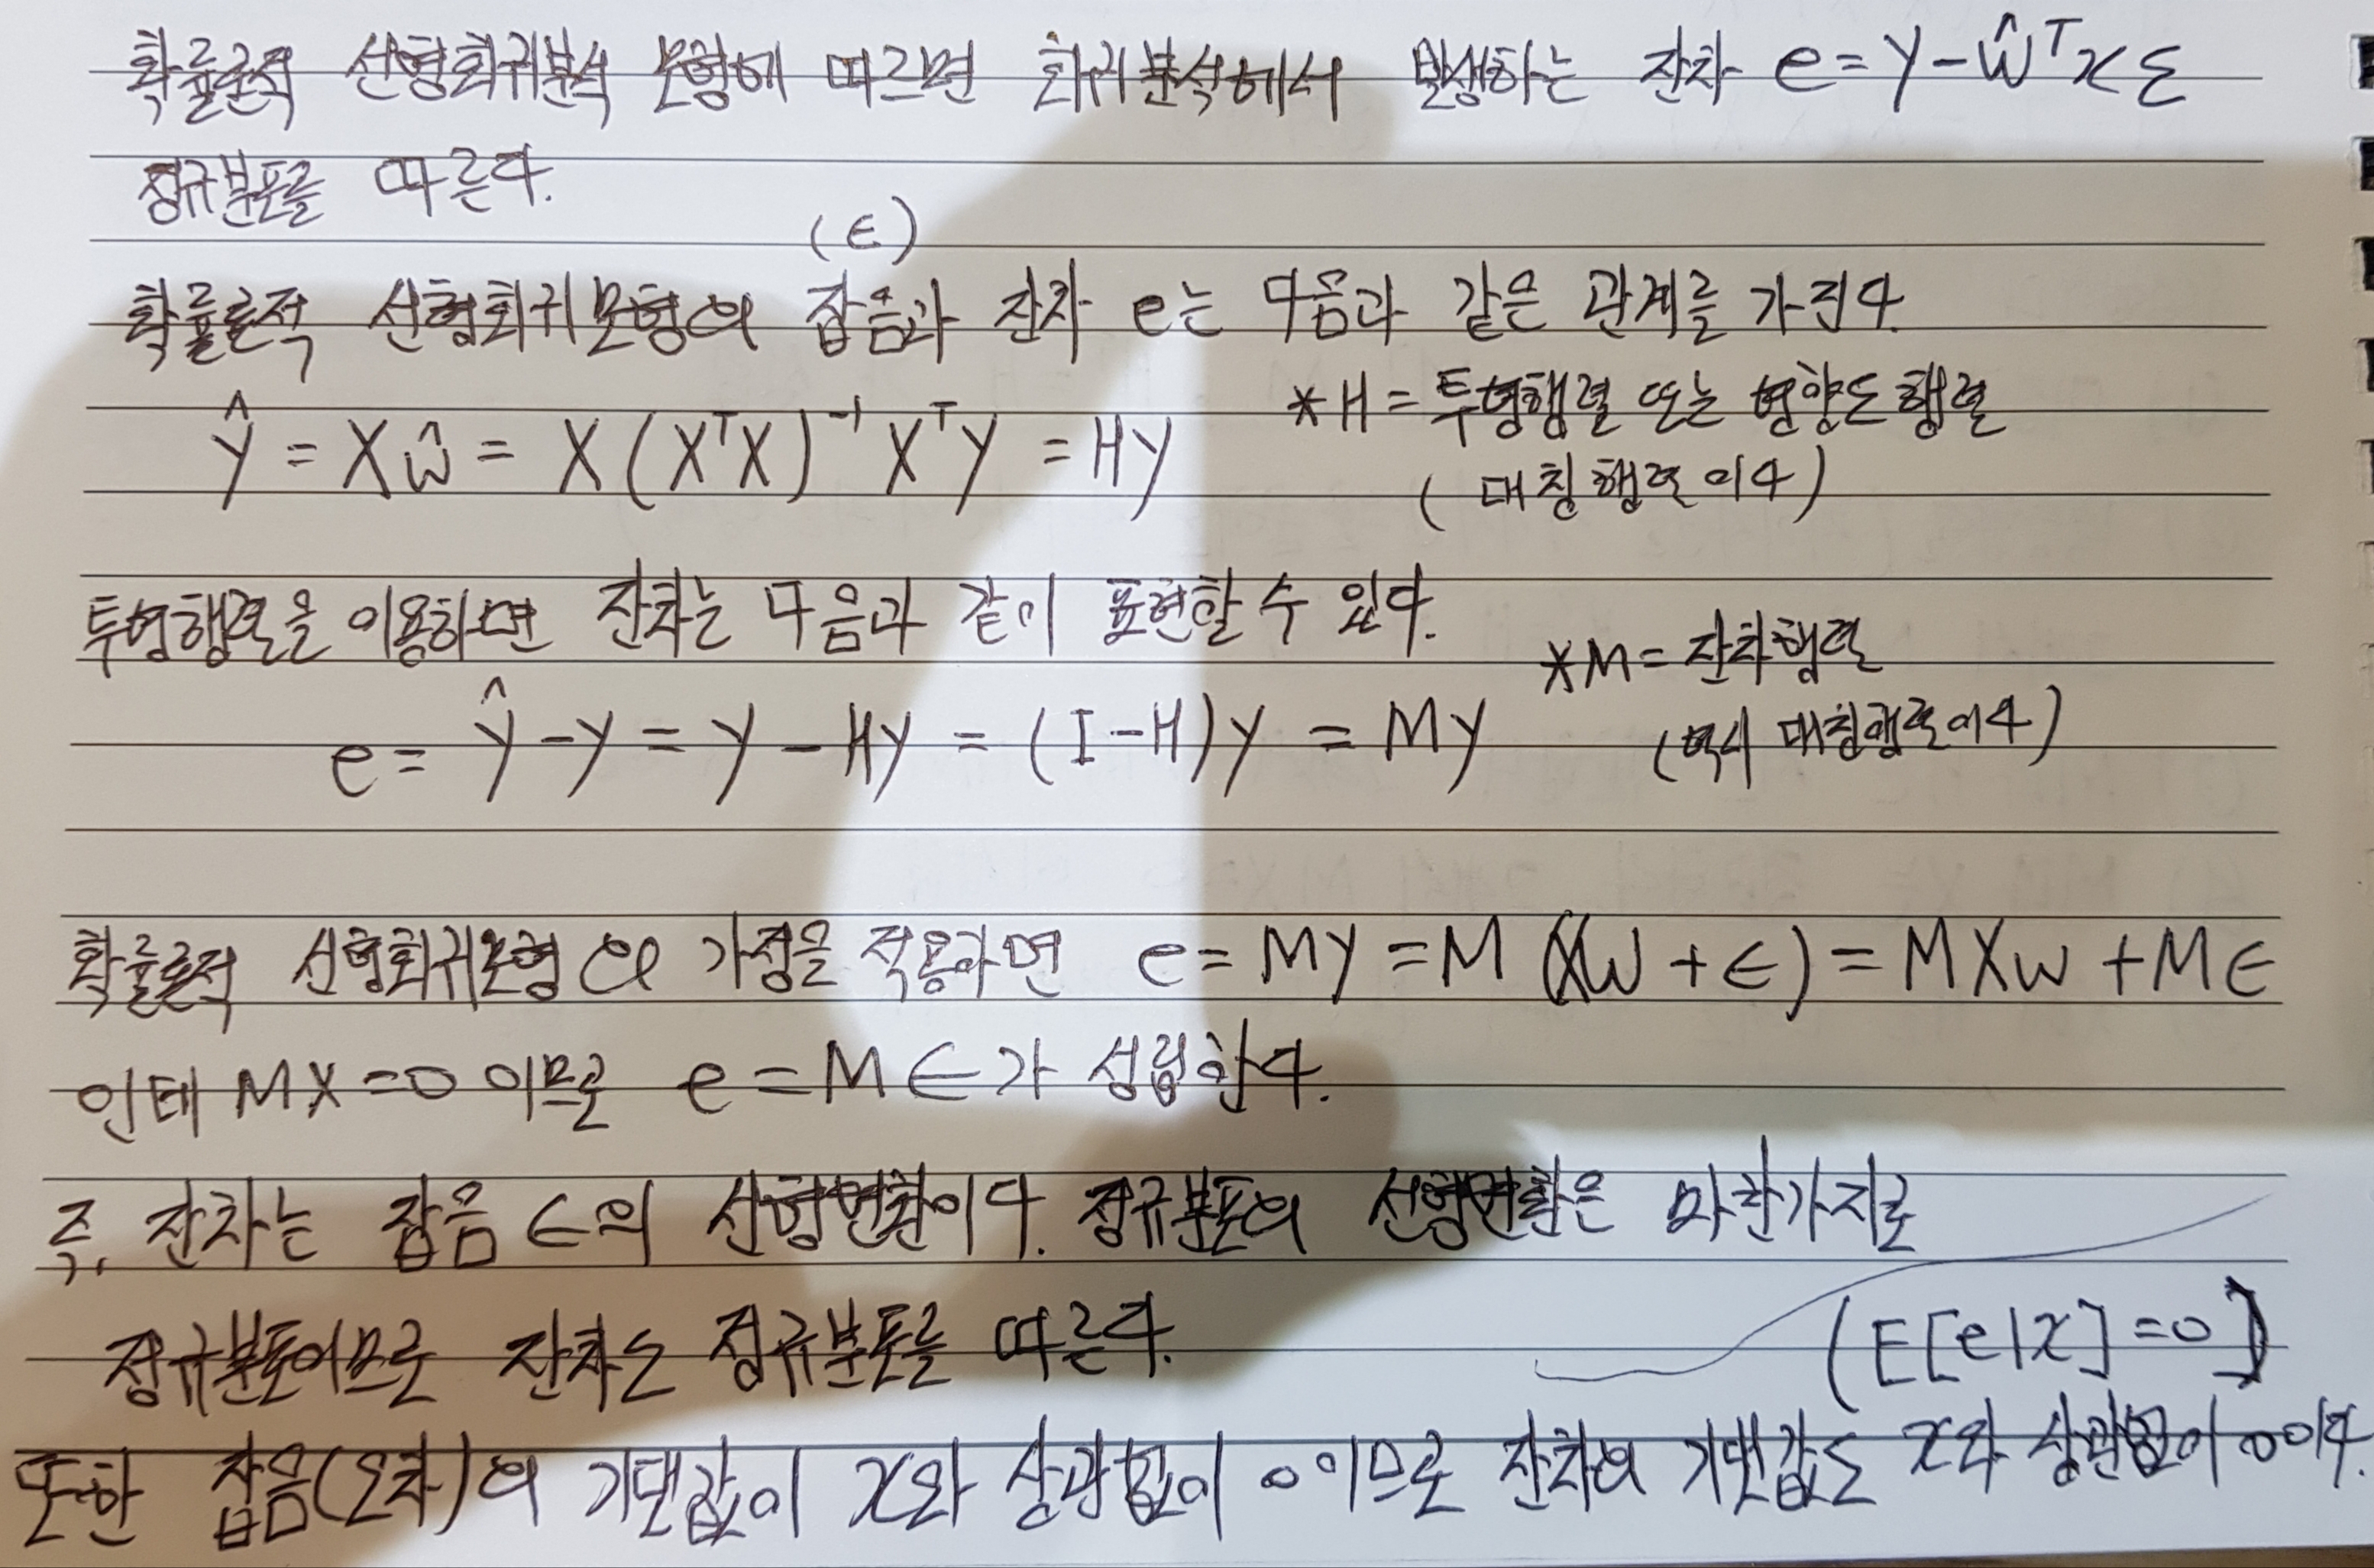 확률론적 선형회귀분석 모형에 따르면 회귀분석에서 발생하는 잔차 e = y - ŵᵀx 도
정규분포를 따른다.
(ε)
확률론적 선형회귀모형의 잡음과 잔차 e는 다음과 같은 관계를 가진다.
ŷ = Xŵ = X(XᵀX)⁻¹Xᵀy = Hy
*H = 투영행렬 또는 영향도행렬
(대칭행렬이다)
투영행렬을 이용하면 잔차는 다음과 같이 표현할 수 있다.
e = ŷ - y = y - Hy = (I - H)y = My
*M = 잔차행렬
(역시 대칭행렬이다)
확률론적 선형회귀모형의 가정을 적용하면 e = My = M(Xw + ε) = MXw + Mε
인데 MX = 0 이므로 e = Mε가 성립한다.
즉, 잔차는 잡음 ε의 선형변환이다. 정규분포의 선형변환은 마찬가지로
정규분포이므로 잔차도 정규분포를 따른다.
(E[e|x] = 0)
또한 잡음(오차)의 기댓값이 x와 상관없이 0이므로 잔차의 기댓값도 x와 상관없이 0이다.